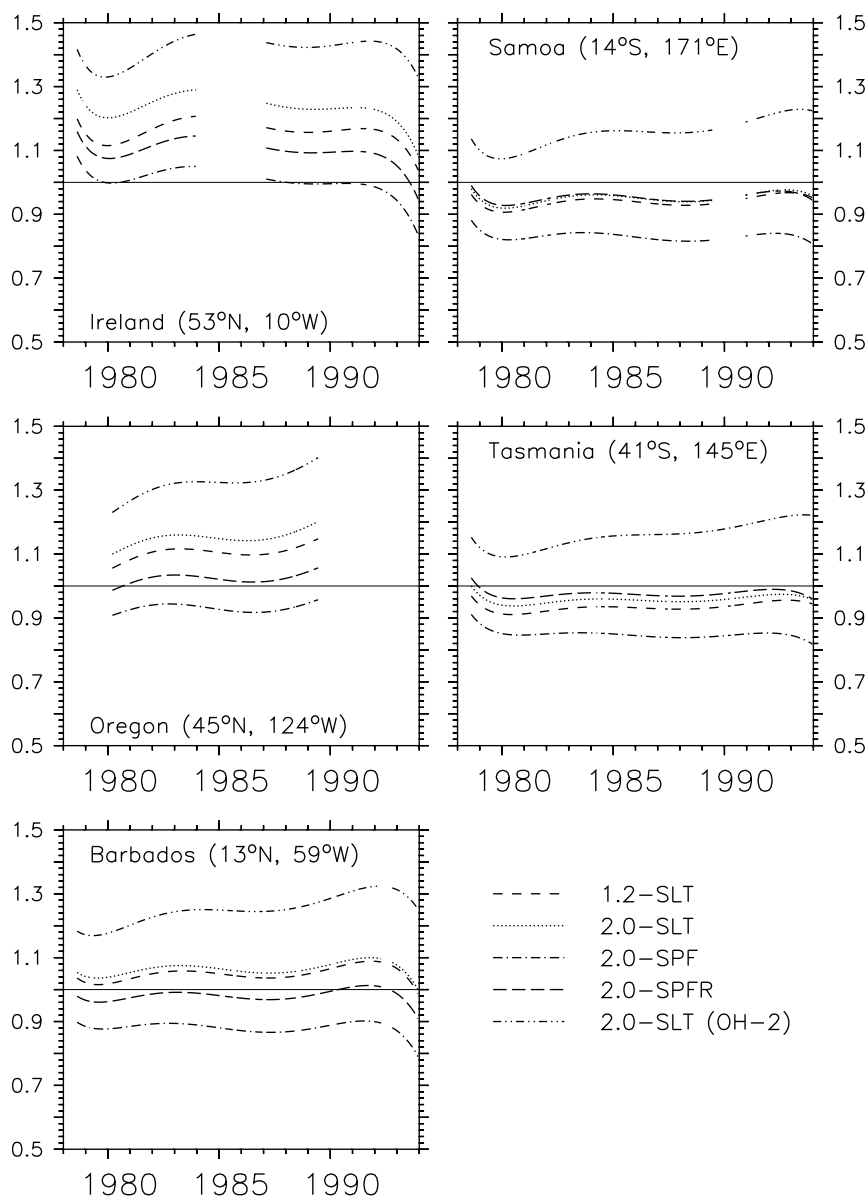 1.5
1.3
1.1
0.9
0.7
0.5
Ireland (53°N, 10°W)
1980 1985 1990
Samoa (14°S, 171°E)
1.5
1.3
1.1
0.9
0.7
0.5
1980 1985 1990
1.5
1.3
1.1
0.9
0.7
0.5
Oregon (45°N, 124°W)
1980 1985 1990
Tasmania (41°S, 145°E)
1.5
1.3
1.1
0.9
0.7
0.5
1980 1985 1990
1.5
1.3
1.1
0.9
0.7
0.5
Barbados (13°N, 59°W)
1980 1985 1990
1.2-SLT
2.0-SLT
2.0-SPF
2.0-SPFR
2.0-SLT (OH-2)